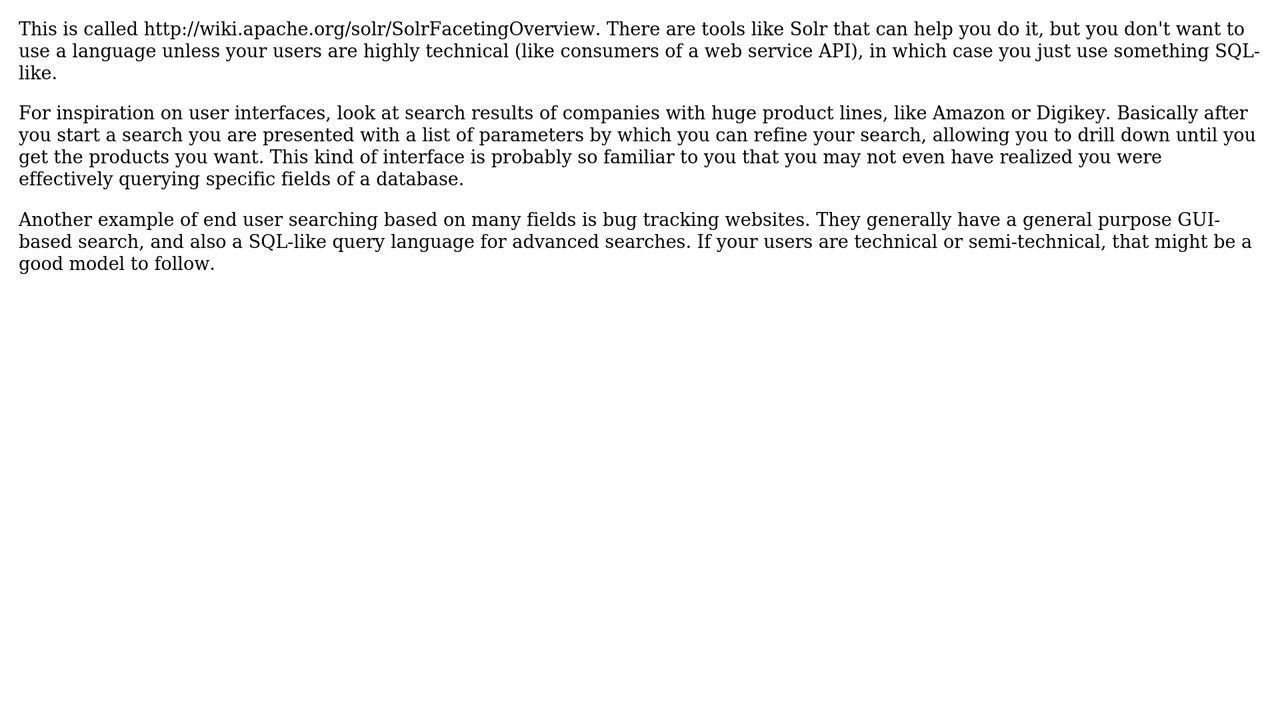 This is called http://wiki.apache.org/solr/SolrFacetingOverview. There are tools like Solr that can help you do it, but you don't want to
use a language unless your users are highly technical (like consumers of a web service API), in which case you just use something SQL-
like.
For inspiration on user interfaces, look at search results of companies with huge product lines, like Amazon or Digikey. Basically after
you start a search you are presented with a list of parameters by which you can refine your search, allowing you to drill down until you
get the products you want. This kind of interface is probably so familiar to you that you may not even have realized you were
effectively querying specific fields of a database.
Another example of end user searching based on many fields is bug tracking websites. They generally have a general purpose GUI-
based search, and also a SQL-like query language for advanced searches. If your users are technical or semi-technical, that might be a
good model to follow.